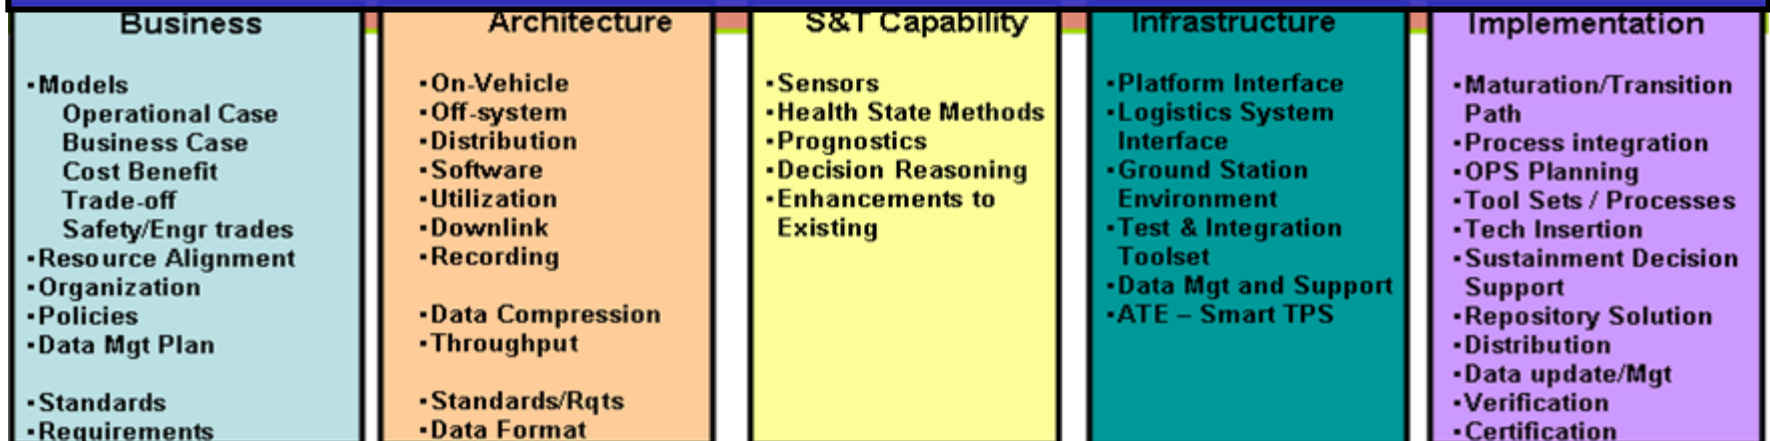 Business
▪Models
Operational Case
Business Case
Cost Benefit
Trade-off
Safety/Engr trades
▪Resource Alignment
▪Organization
▪Policies
▪Data Mgt Plan
▪Standards
▪Requirements
Architecture
▪On-Vehicle
▪Off-system
▪Distribution
▪Software
▪Utilization
▪Downlink
▪Recording
▪Data Compression
▪Throughput
▪Standards/Rqts
▪Data Format
S&T Capability
▪Sensors
▪Health State Methods
▪Prognostics
▪Decision Reasoning
▪Enhancements to
Existing
Infrastructure
▪Platform Interface
▪Logistics System
Interface
▪Ground Station
Environment
▪Test & Integration
Toolset
▪Data Mgt and Support
▪ATE – Smart TPS
Implementation
▪Maturation/Transition
Path
▪Process integration
▪OPS Planning
▪Tool Sets / Processes
▪Tech Insertion
▪Sustainment Decision
Support
▪Repository Solution
▪Distribution
▪Data update/Mgt
▪Verification
▪Certification